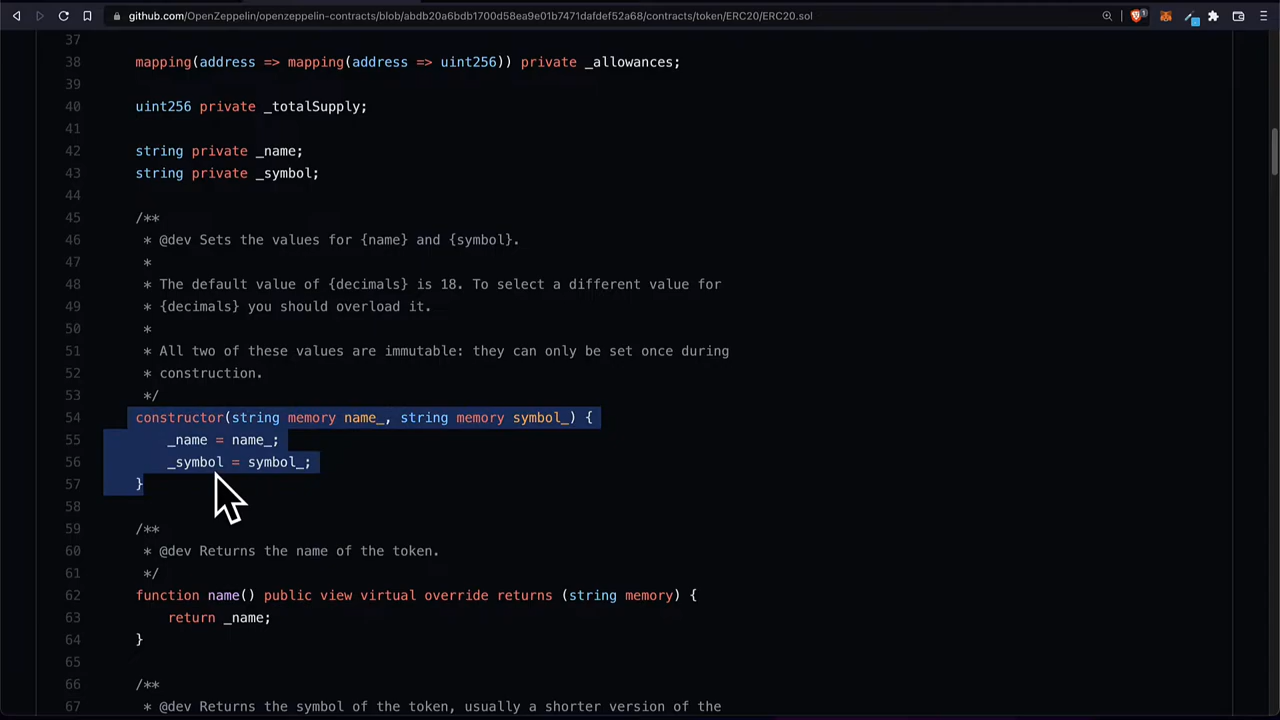 github.com/OpenZeppelin/openzeppelin-contracts/blob/abdb20a6bdb1700d58ea9e01b7471dafdef52a68/contracts/token/ERC20/ERC20.sol
1
37
38 mapping(address => mapping(address => uint256)) private _allowances;
39
40 uint256 private _totalSupply;
41
42 string private _name;
43 string private _symbol;
44
45 /**
46 * @dev Sets the values for {name} and {symbol}.
47 *
48 * The default value of {decimals} is 18. To select a different value for
49 * {decimals} you should overload it.
50 *
51 * All two of these values are immutable: they can only be set once during
52 * construction.
53 */
54 constructor(string memory name_, string memory symbol_) {
55 _name = name_;
56 _symbol = symbol_;
57 }
58
59 /**
60 * @dev Returns the name of the token.
61 */
62 function name() public view virtual override returns (string memory) {
63 return _name;
64 }
65
66 /**
67 * @dev Returns the symbol of the token, usually a shorter version of the